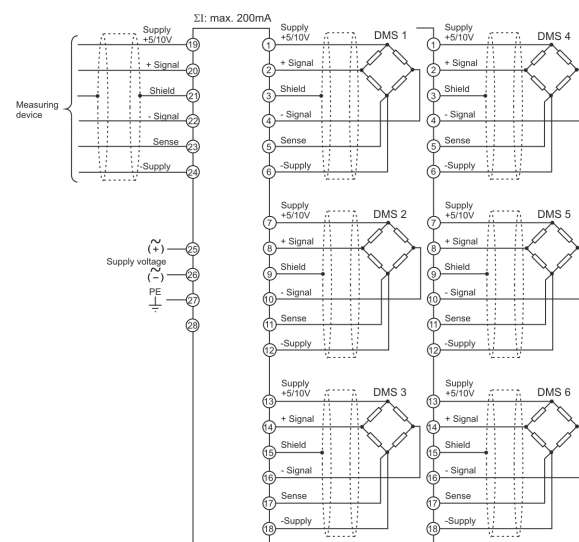 ΣI: max. 200mA
Measuring
device
Supply
+5/10V
19
+ Signal
20
Shield
21
- Signal
22
Sense
23
-Supply
24
(+)
25
Supply voltage
(-)
26
PE
27
28
Supply
+5/10V
DMS 1
1
+ Signal
2
Shield
3
- Signal
4
Sense
5
-Supply
6
Supply
+5/10V
DMS 2
7
+ Signal
8
Shield
9
- Signal
10
Sense
11
-Supply
12
Supply
+5/10V
DMS 3
13
+ Signal
14
Shield
15
- Signal
16
Sense
17
-Supply
18
Supply
+5/10V
DMS 4
1
+ Signal
2
Shield
3
- Signal
4
Sense
5
-Supply
6
Supply
+5/10V
DMS 5
7
+ Signal
8
Shield
9
- Signal
10
Sense
11
-Supply
12
Supply
+5/10V
DMS 6
13
+ Signal
14
Shield
15
- Signal
16
Sense
17
-Supply
18